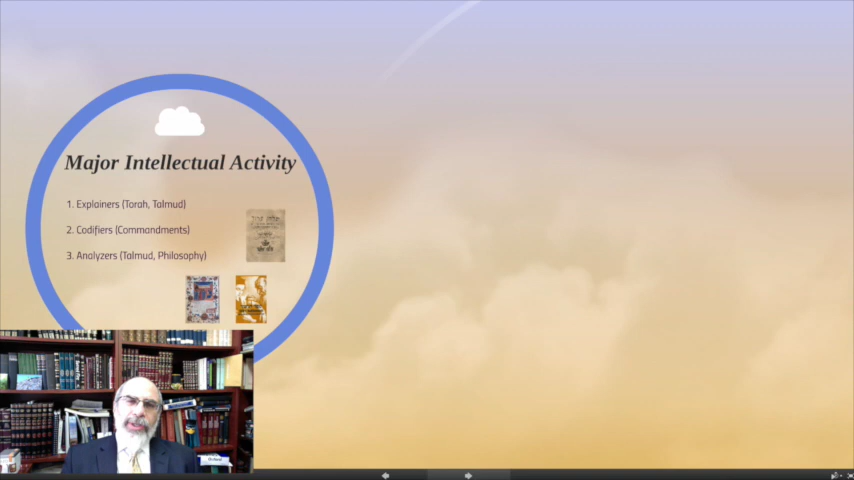 Major Intellectual Activity
1. Explainers (Torah, Talmud)
2. Codifiers (Commandments)
3. Analyzers (Talmud, Philosophy)